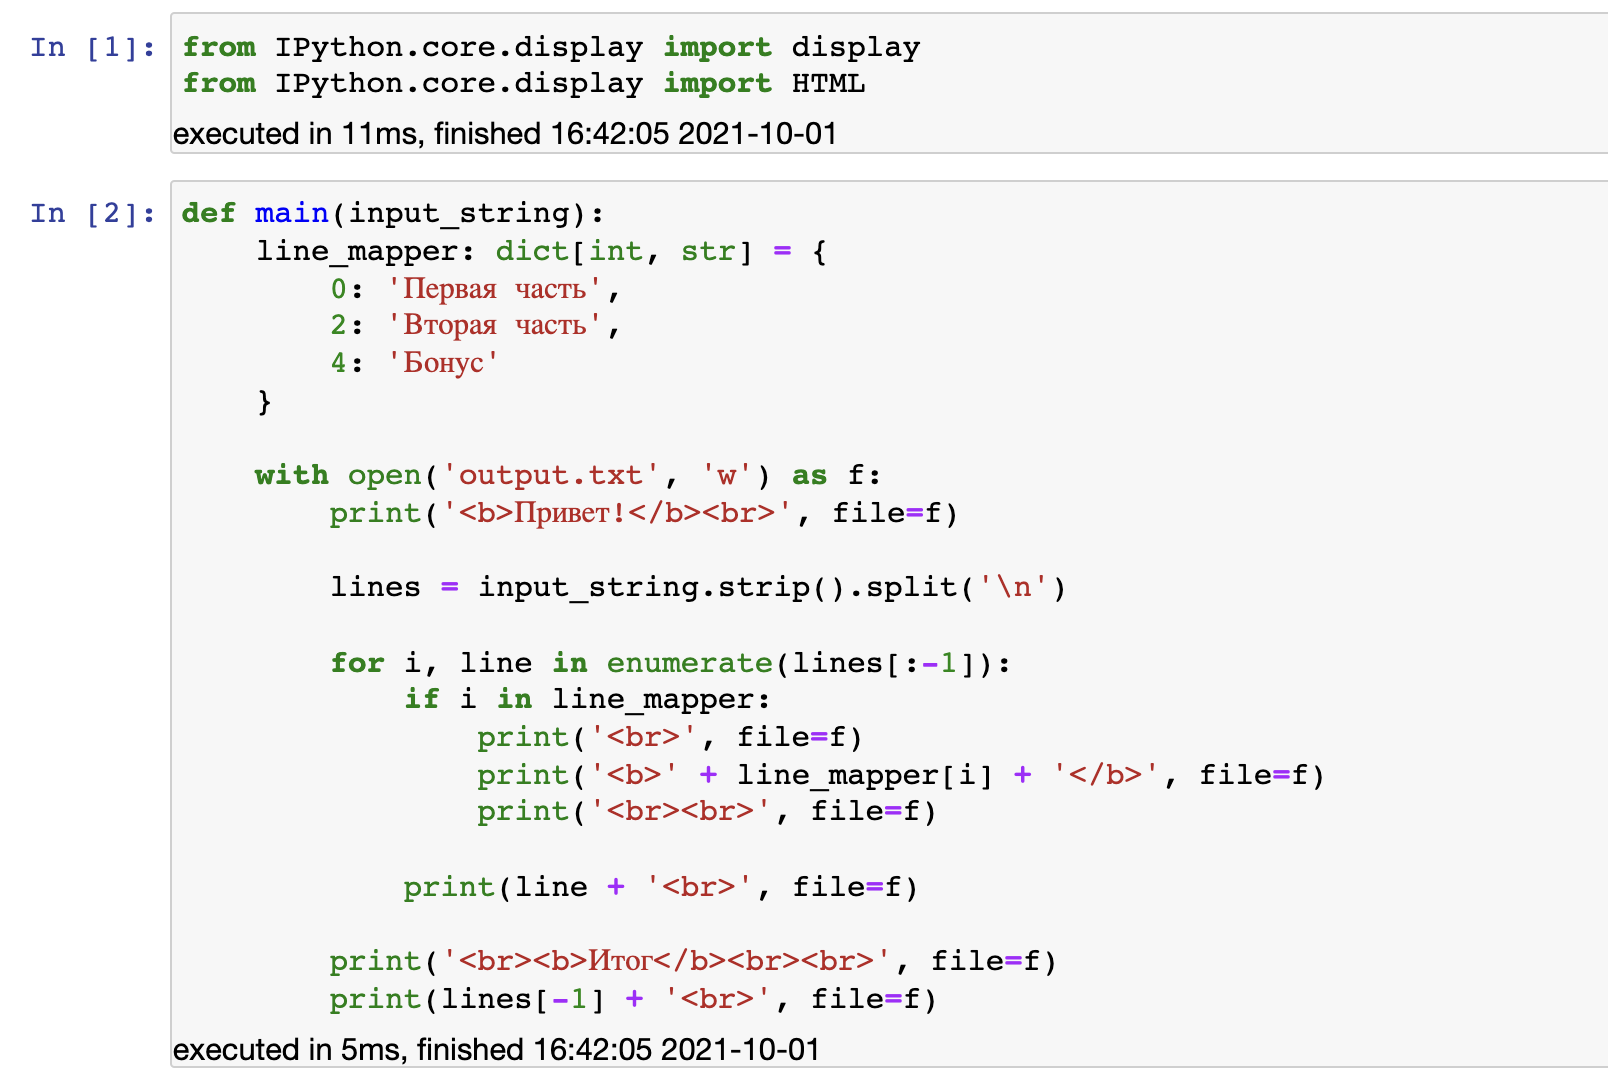 In [1]: from IPython.core.display import display
from IPython.core.display import HTML
executed in 11ms, finished 16:42:05 2021-10-01
In [2]: def main(input_string):
    line_mapper: dict[int, str] = {
        0: 'Первая часть',
        2: 'Вторая часть',
        4: 'Бонус'
    }
    with open('output.txt', 'w') as f:
        print('<b>Привет!</b><br>', file=f)
        lines = input_string.strip().split('\n')
        for i, line in enumerate(lines[:-1]):
            if i in line_mapper:
                print('<br>', file=f)
                print('<b>' + line_mapper[i] + '</b>', file=f)
                print('<br><br>', file=f)
            print(line + '<br>', file=f)
        print('<br><b>Итог</b><br><br>', file=f)
        print(lines[-1] + '<br>', file=f)
executed in 5ms, finished 16:42:05 2021-10-01